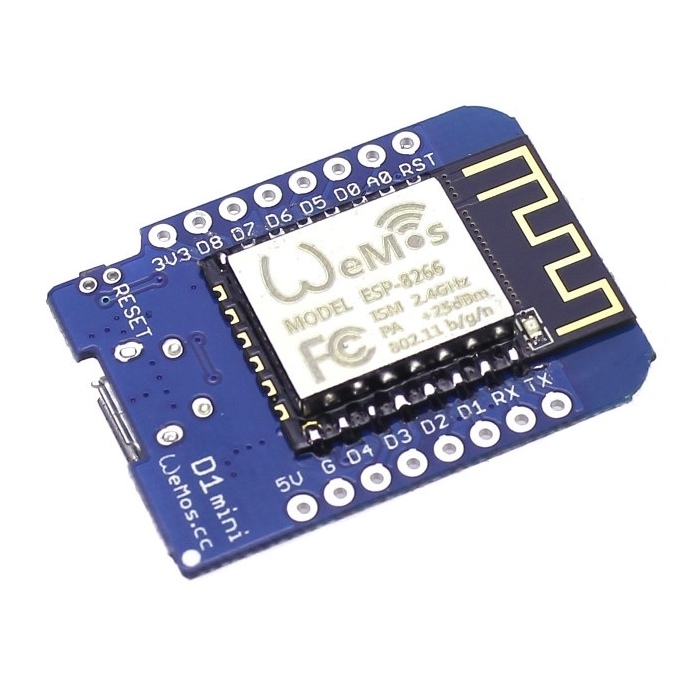 3V3 D8 D7 D6 D5 D0 A0 RST
WeMos
MODEL ESP-8266
ISM 2.4GHz
PA +25dBm
802.11 b/g/n
FC
RESET
5V G D4 D3 D2 D1 RX TX
D1 mini
WeMos.cc